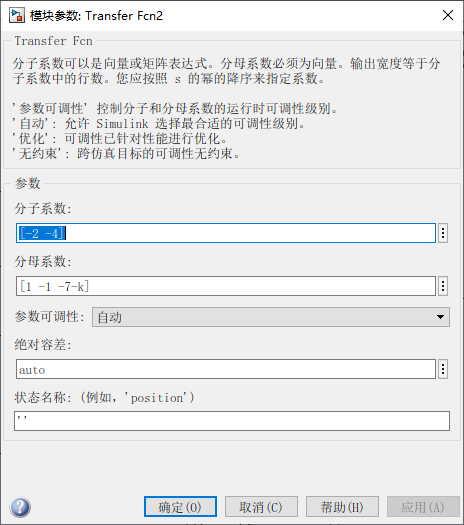 模块参数: Transfer Fcn2
Transfer Fcn
分子系数可以是向量或矩阵表达式。分母系数必须为向量。输出宽度等于分
子系数中的行数。您应按照 s 的幂的降序来指定系数。
'参数可调性' 控制分子和分母系数的运行时可调性级别。
'自动': 允许 Simulink 选择最合适的可调性级别。
'优化': 可调性已针对性能进行优化。
'无约束': 跨仿真目标的可调性无约束。
参数
分子系数:
[-2 -4]
分母系数:
[1 -1 -7-k]
参数可调性: 自动
绝对容差:
auto
状态名称: (例如，'position')
''
确定(O) 取消(C) 帮助(H) 应用(A)